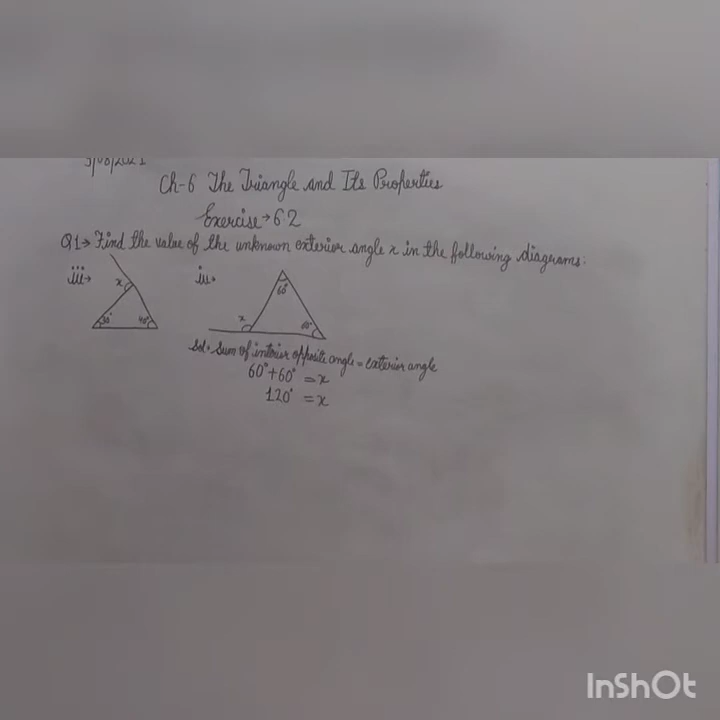 Ch-6 The Triangle and Its Properties
Exercise → 6.2
Q1→ Find the value of the unknown exterior angle x in the following diagrams:
iii→ x 30° 40°
iv→ 60° x 60°
Sol→ Sum of interior opposite angle = exterior angle
60° + 60° = x
120° = x
InShOt